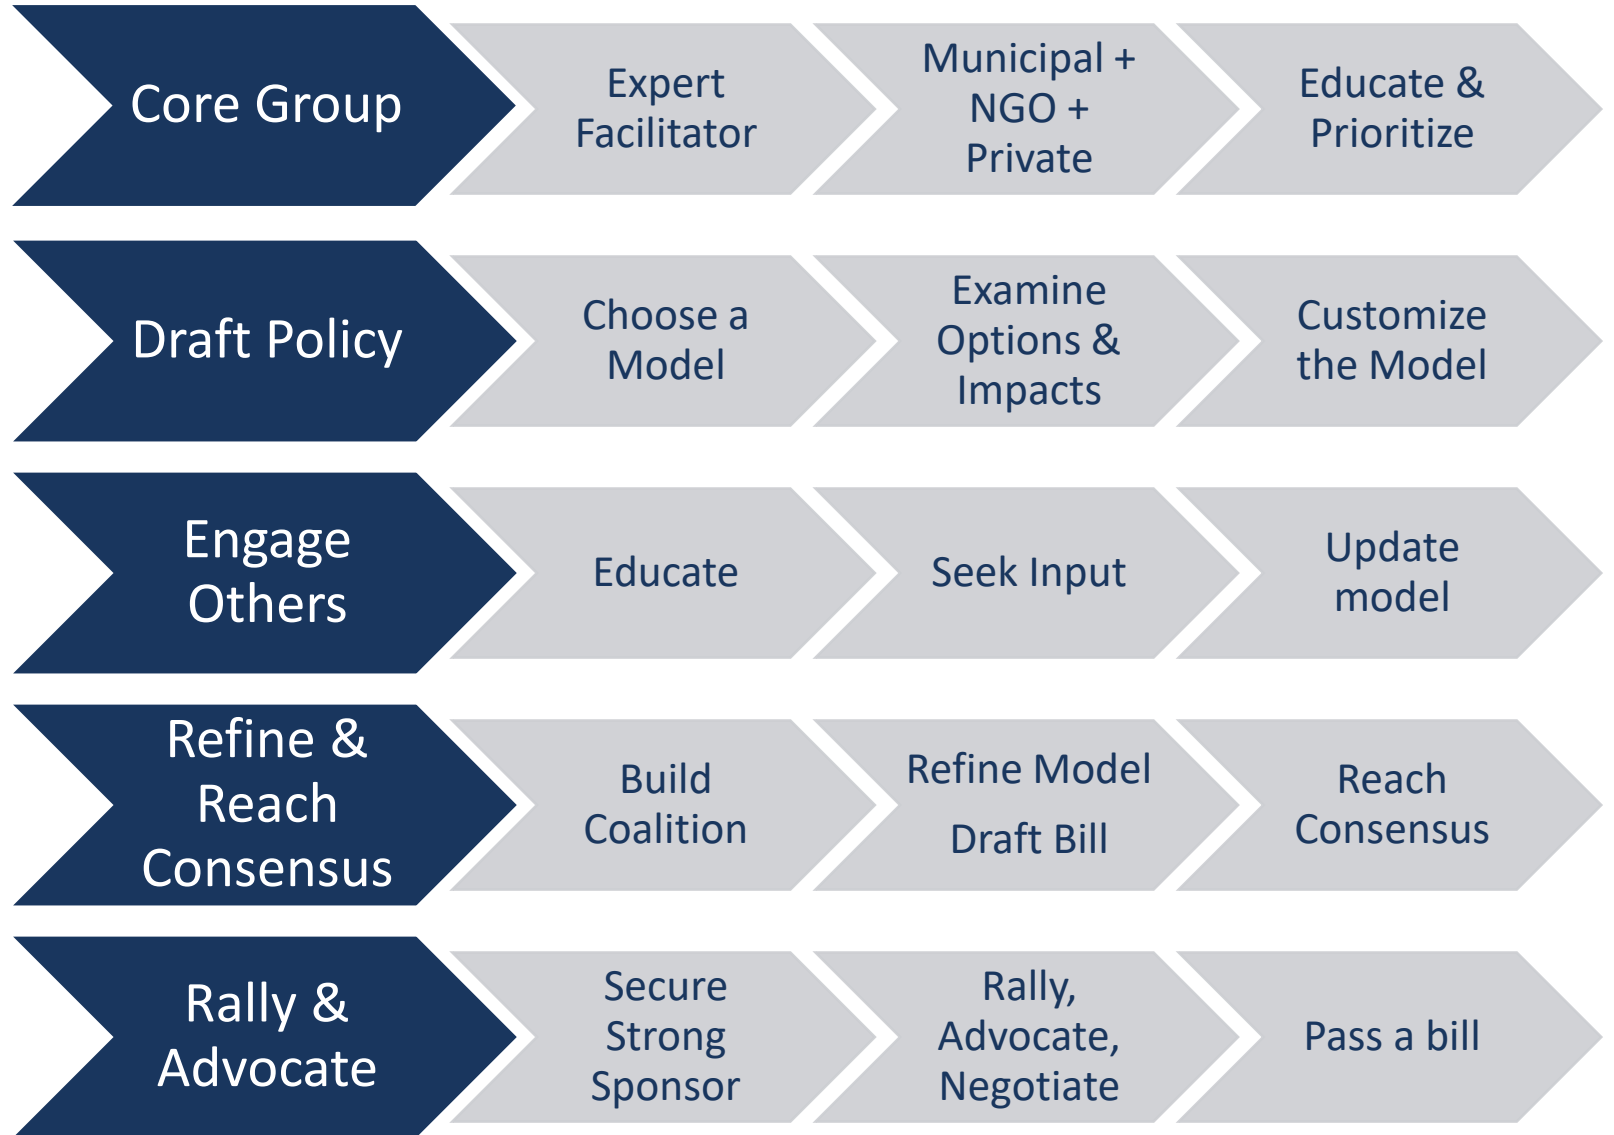 Core Group
Expert
Facilitator
Municipal +
NGO +
Private
Educate &
Prioritize
Draft Policy
Choose a
Model
Examine
Options &
Impacts
Customize
the Model
Engage
Others
Educate
Seek Input
Update
model
Refine &
Reach
Consensus
Build
Coalition
Refine Model
Draft Bill
Reach
Consensus
Rally &
Advocate
Secure
Strong
Sponsor
Rally,
Advocate,
Negotiate
Pass a bill